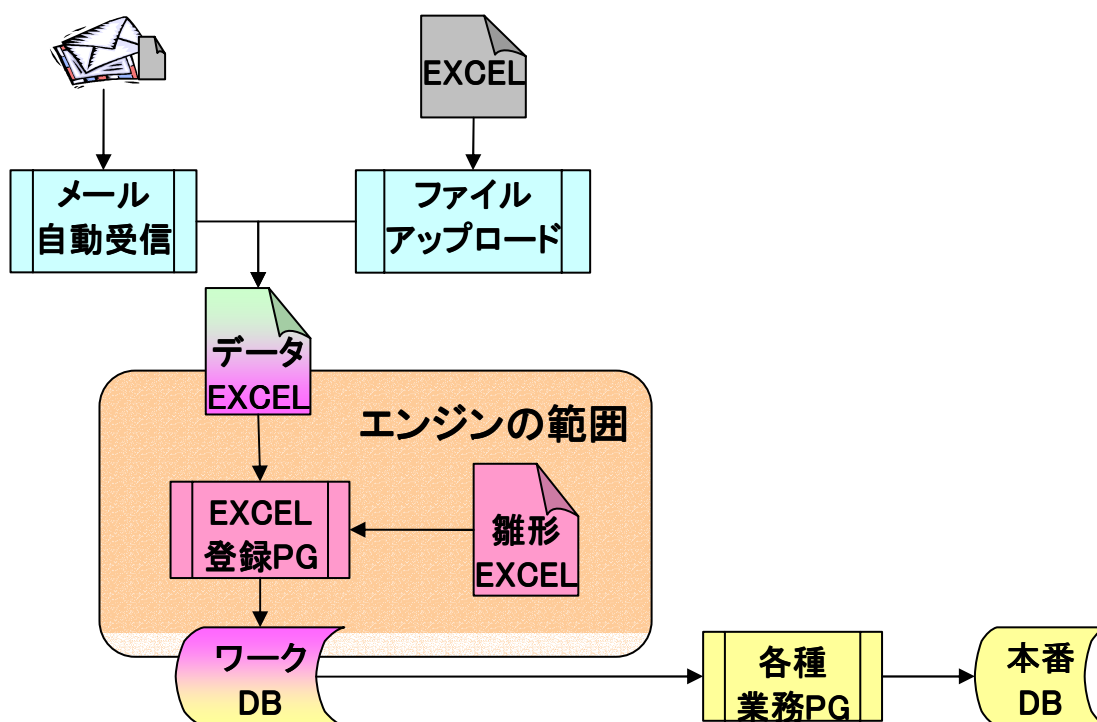 EXCEL
メール
自動受信
ファイル
アップロード
データ
EXCEL
エンジンの範囲
EXCEL
登録PG
雛形
EXCEL
ワーク
DB
各種
業務PG
本番
DB